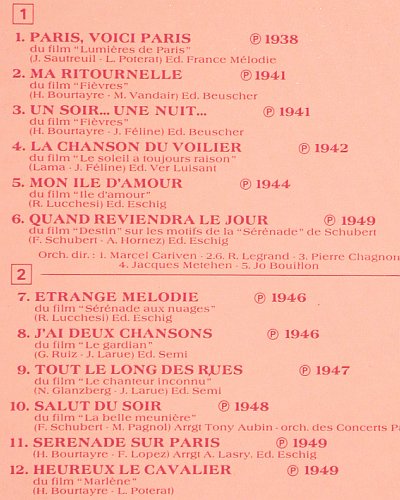 1
1. PARIS, VOICI PARIS ℗ 1938
du film "Lumières de Paris"
(J. Sautreuil - L. Poterat) Ed. France Mélodie
2. MA RITOURNELLE ℗ 1941
du film "Fièvres"
(H. Bourtayre - M. Vandair) Ed. Beuscher
3. UN SOIR... UNE NUIT... ℗ 1941
du film "Fièvres"
(H. Bourtayre - J. Féline) Ed. Beuscher
4. LA CHANSON DU VOILIER ℗ 1942
du film "Le soleil a toujours raison"
(Lama - J. Féline) Ed. Ver Luisant
5. MON ILE D'AMOUR ℗ 1944
du film "Ile d'amour"
(R. Lucchesi) Ed. Eschig
6. QUAND REVIENDRA LE JOUR ℗ 1949
du film "Destin" sur les motifs de la "Sérénade" de Schubert
(F. Schubert - A. Hornez) Ed. Eschig
Orch. dir. : 1. Marcel Cariven - 2.6. R. Legrand - 3. Pierre Chagnon
4. Jacques Metehen - 5. Jo Bouillon
2
7. ETRANGE MELODIE ℗ 1946
du film "Sérénade aux nuages"
(R. Lucchesi) Ed. Eschig
8. J'AI DEUX CHANSONS ℗ 1946
du film "Le gardian"
(G. Ruiz - J. Larue) Ed. Semi
9. TOUT LE LONG DES RUES ℗ 1947
du film "Le chanteur inconnu"
(N. Glanzberg - J. Larue) Ed. Semi
10. SALUT DU SOIR ℗ 1948
du film "La belle meunière"
(F. Schubert - M. Pagnol) Arrgt Tony Aubin - orch. des Concerts Pa
11. SERENADE SUR PARIS ℗ 1949
(H. Bourtayre - F. Lopez) Arrgt A. Lasry. Ed. Eschig
12. HEUREUX LE CAVALIER ℗ 1949
du film "Marlène"
(H. Bourtayre - L. Poterat)